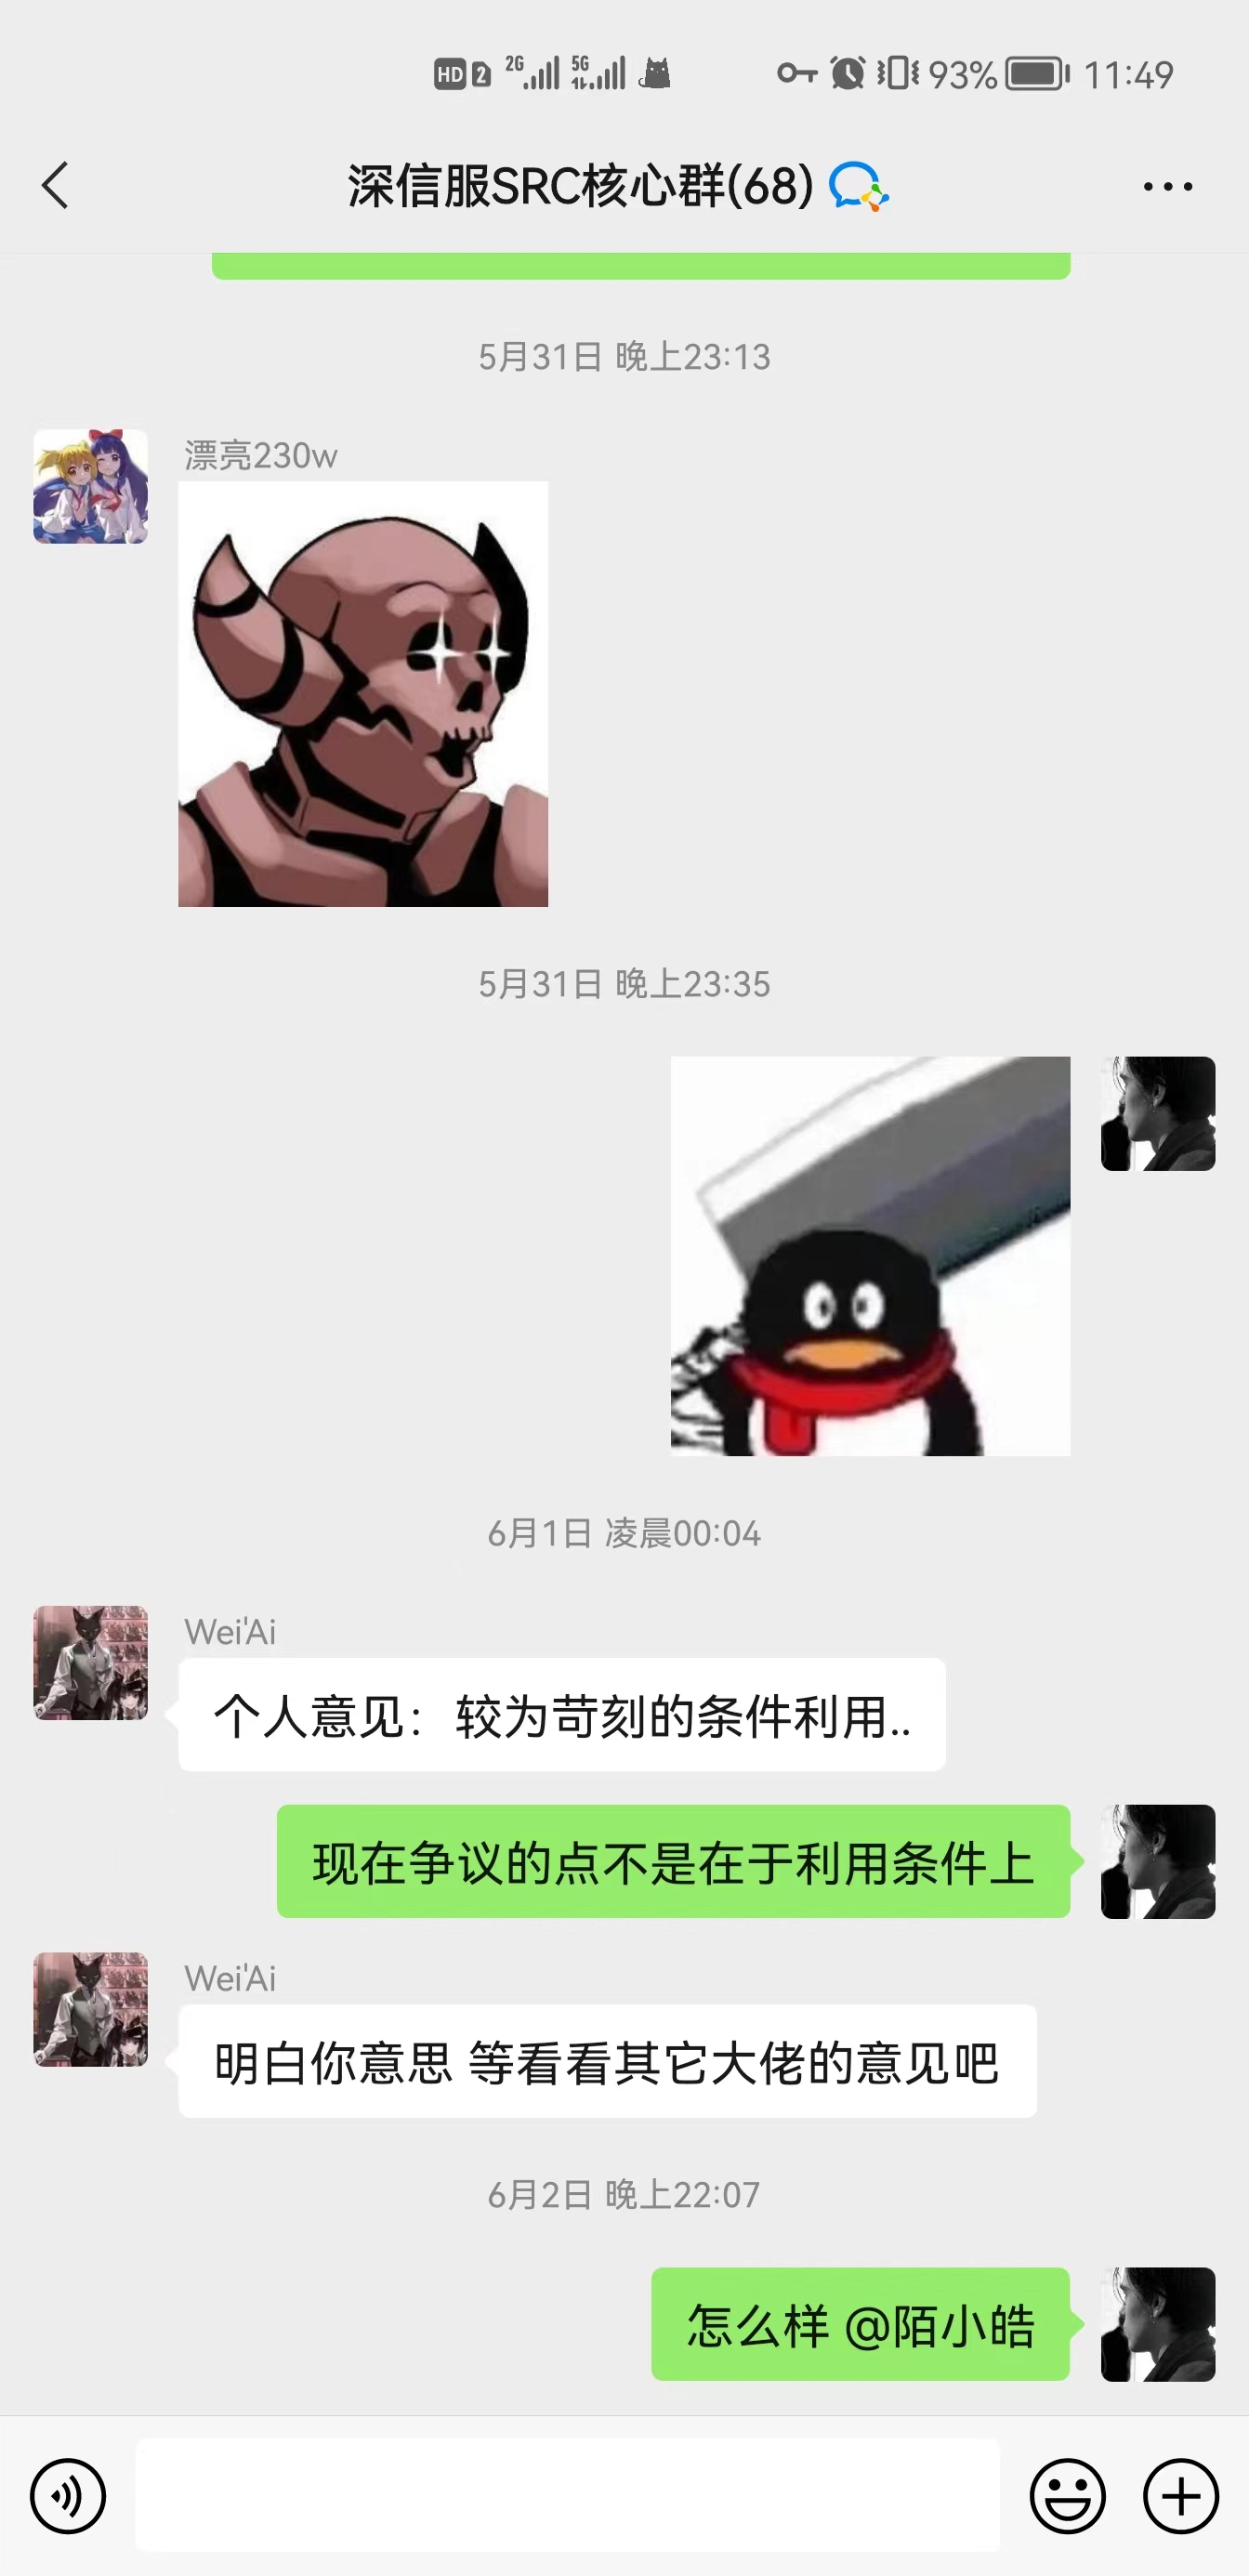 HD 2 2G 5G 93% 11:49
深信服SRC核心群(68)
5月31日 晚上23:13
漂亮230w
5月31日 晚上23:35
6月1日 凌晨00:04
Wei'Ai
个人意见：较为苛刻的条件利用..
现在争议的点不是在于利用条件上
Wei'Ai
明白你意思 等看看其它大佬的意见吧
6月2日 晚上22:07
怎么样 @陌小皓